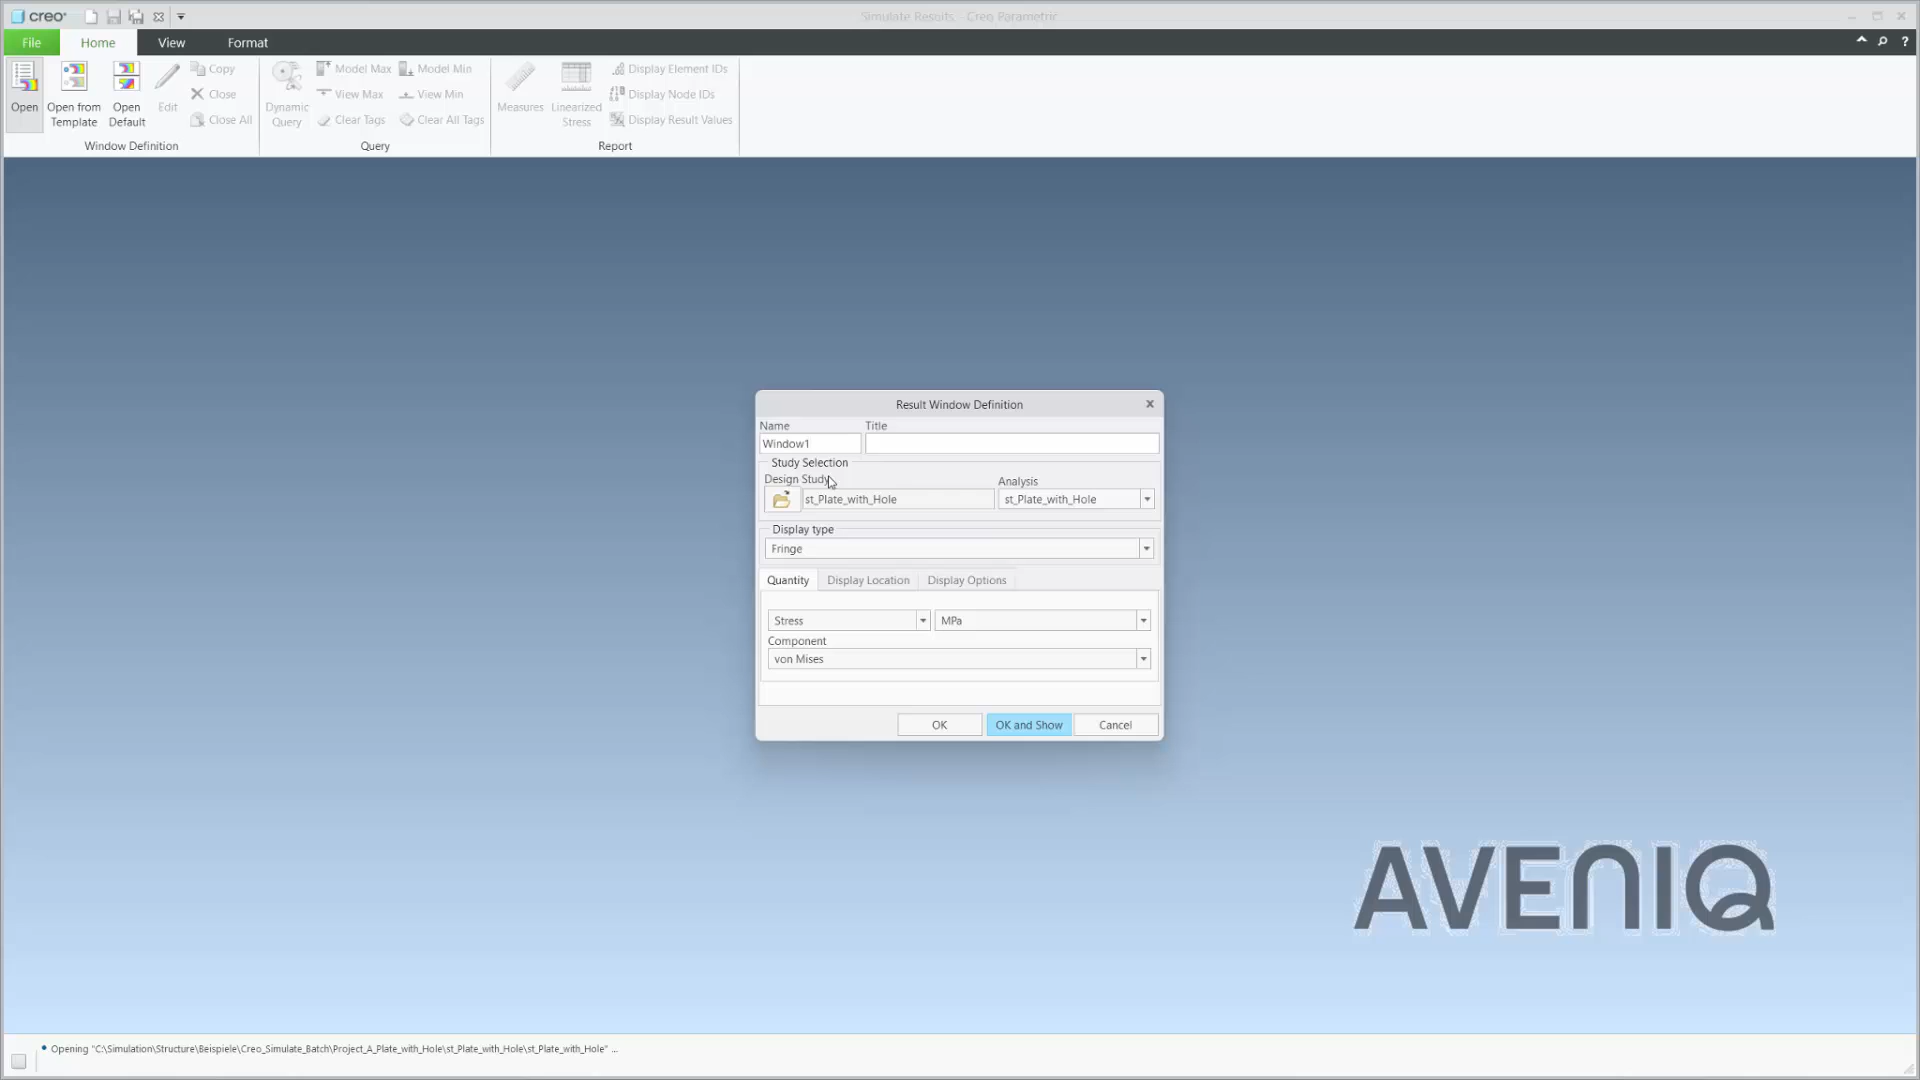 creo®
Simulate Results - Creo Parametric
File Home View Format
Open
Open from Template
Open Default
Edit
Copy
Close
Close All
Window Definition
Dynamic Query
Model Max Model Min
View Max View Min
Clear Tags Clear All Tags
Query
Measures
Linearized Stress
Display Element IDs
Display Node IDs
Display Result Values
Report
Result Window Definition
Name Title
Window1
Study Selection
Design Study Analysis
st_Plate_with_Hole st_Plate_with_Hole
Display type
Fringe
Quantity Display Location Display Options
Stress MPa
Component
von Mises
OK OK and Show Cancel
AVENIQ
Opening "C:\Simulation\Structure\Beispiele\Creo_Simulate_Batch\Project_A_Plate_with_Hole\st_Plate_with_Hole\st_Plate_with_Hole" ...